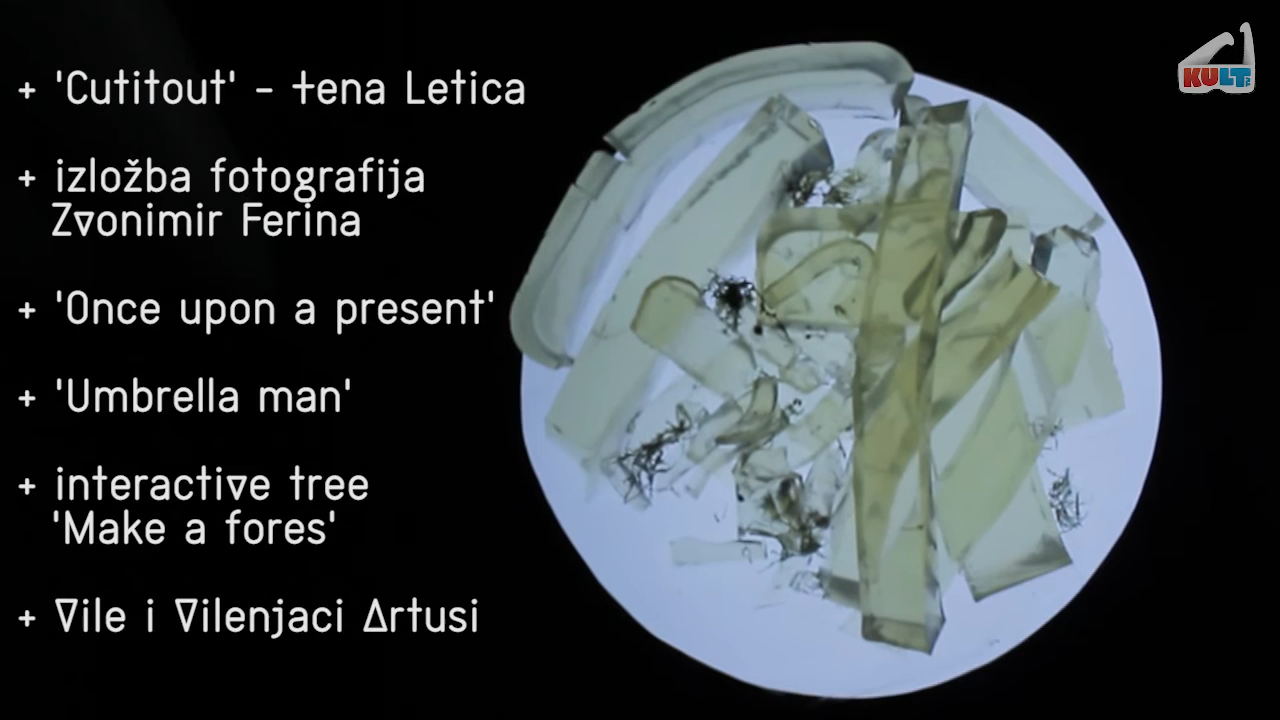 + 'Cutitout' - tena Letica
+ izložba fotografija
Zvonimir Ferina
+ 'Once upon a present'
+ 'Umbrella man'
+ interactive tree
'Make a fores'
+ Vile i Vilenjaci Artusi
KULT